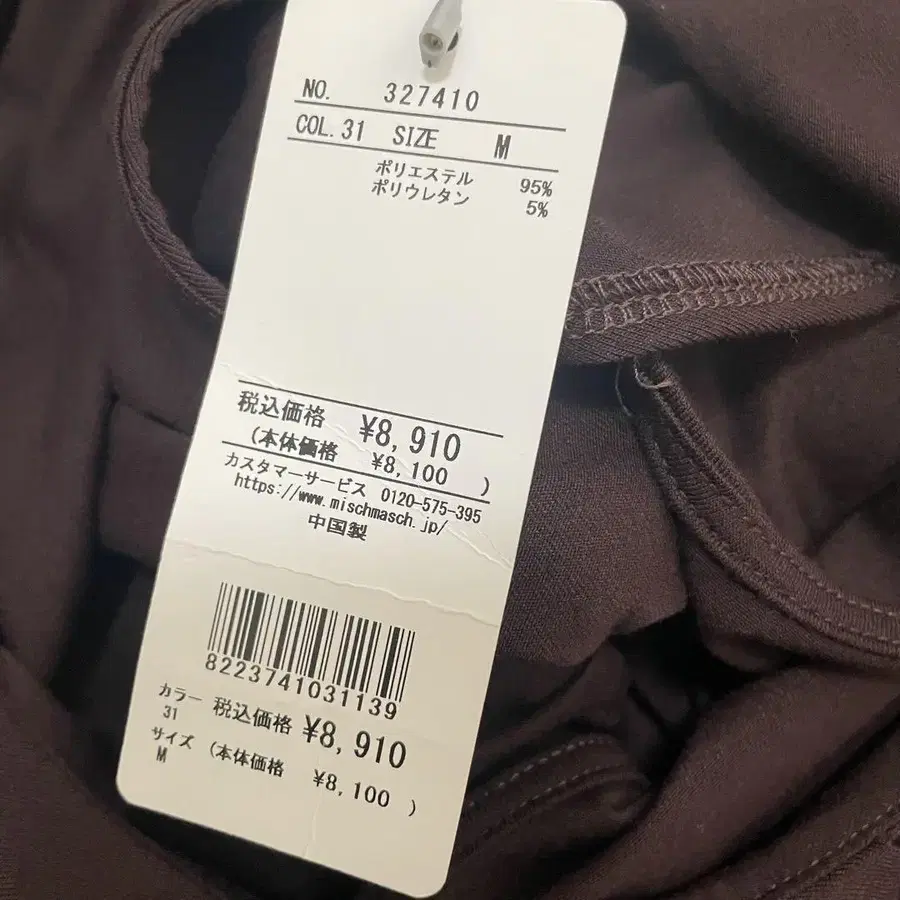 NO. 327410
COL. 31 SIZE M
ポリエステル 95%
ポリウレタン 5%
税込価格 ¥8,910
(本体価格 ¥8,100 )
カスタマーサービス 0120-575-395
https://www.mischmasch.jp/
中国製
8223741031139
カラー 税込価格 ¥8,910
31
サイズ (本体価格 ¥8,100 )
M